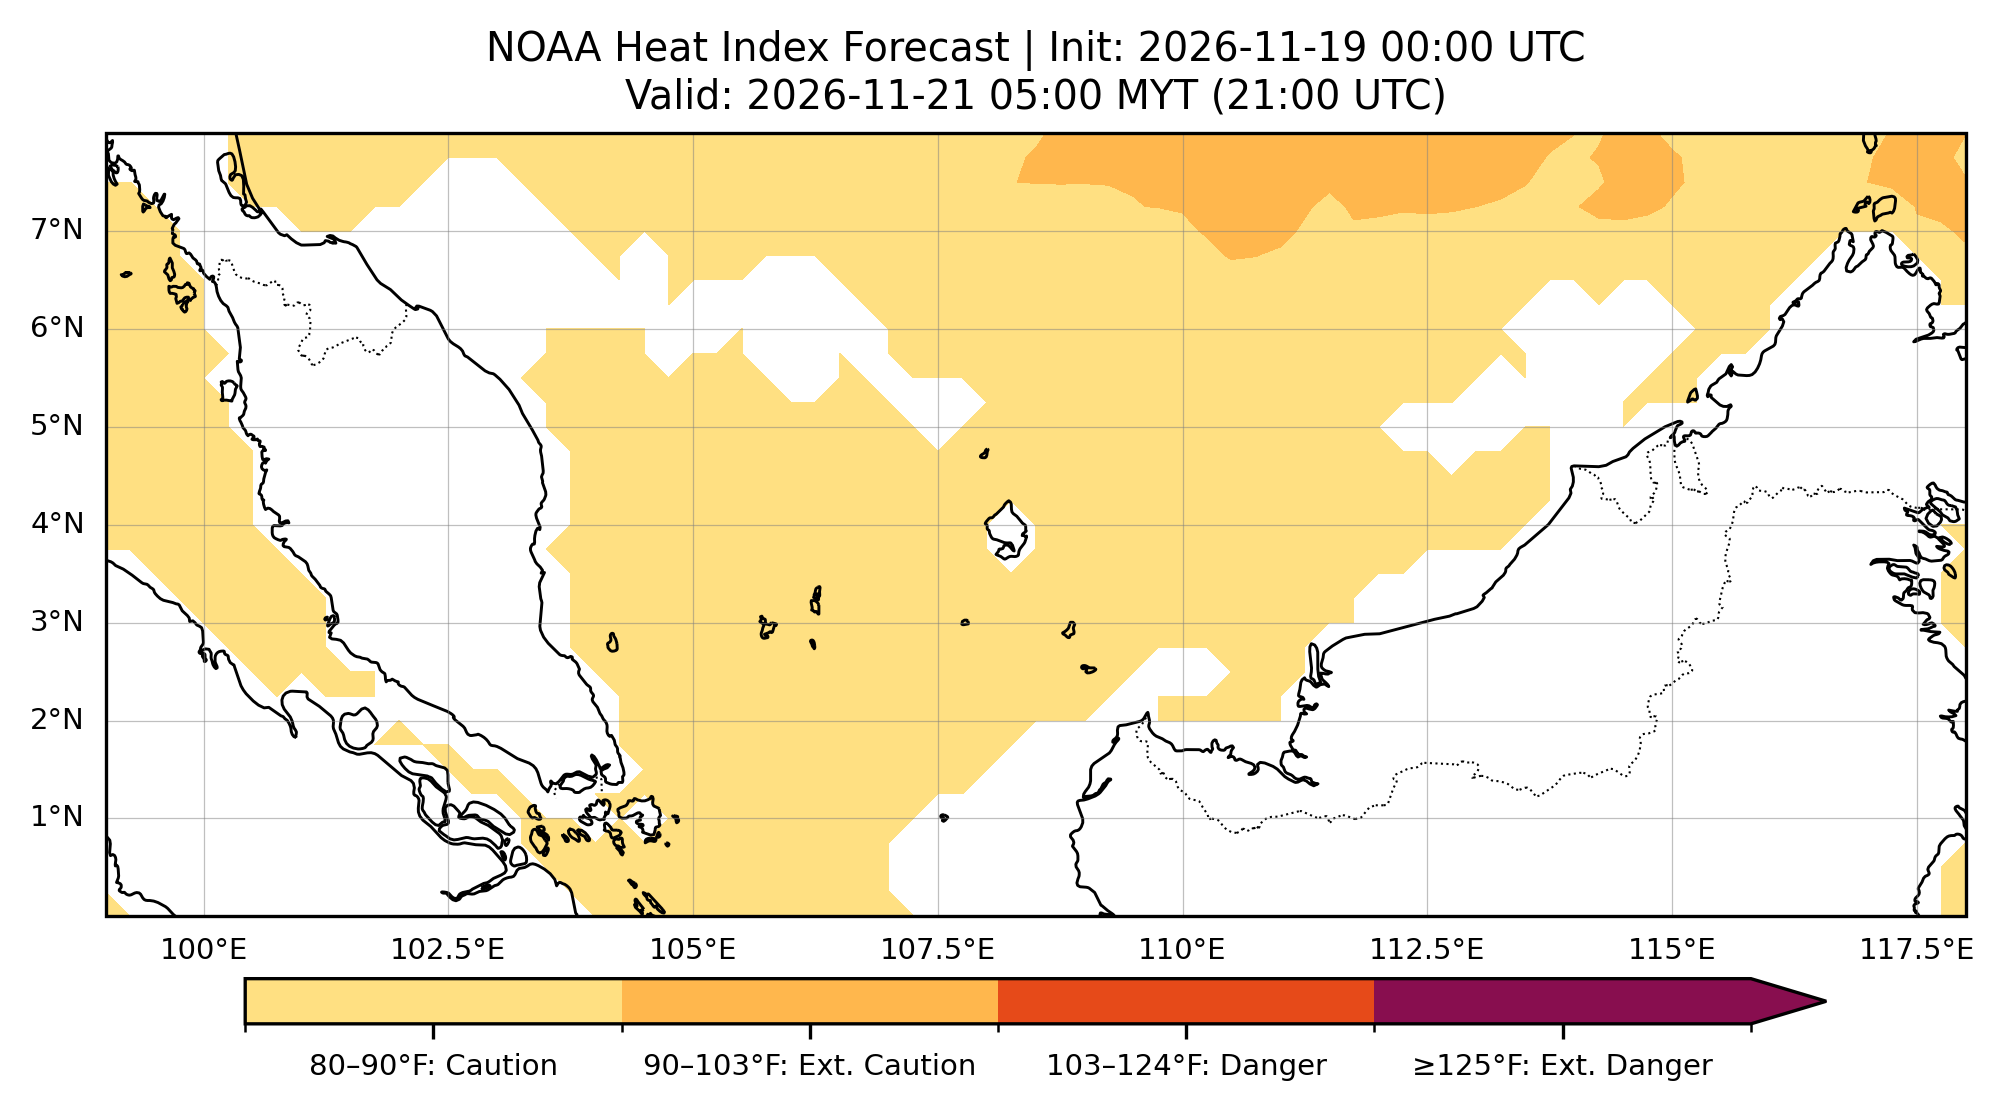 NOAA Heat Index Forecast | Init: 2026-11-19 00:00 UTC
Valid: 2026-11-21 05:00 MYT (21:00 UTC)
7°N
6°N
5°N
4°N
3°N
2°N
1°N
100°E 102.5°E 105°E 107.5°E 110°E 112.5°E 115°E 117.5°E
80–90°F: Caution 90–103°F: Ext. Caution 103–124°F: Danger ≥125°F: Ext. Danger